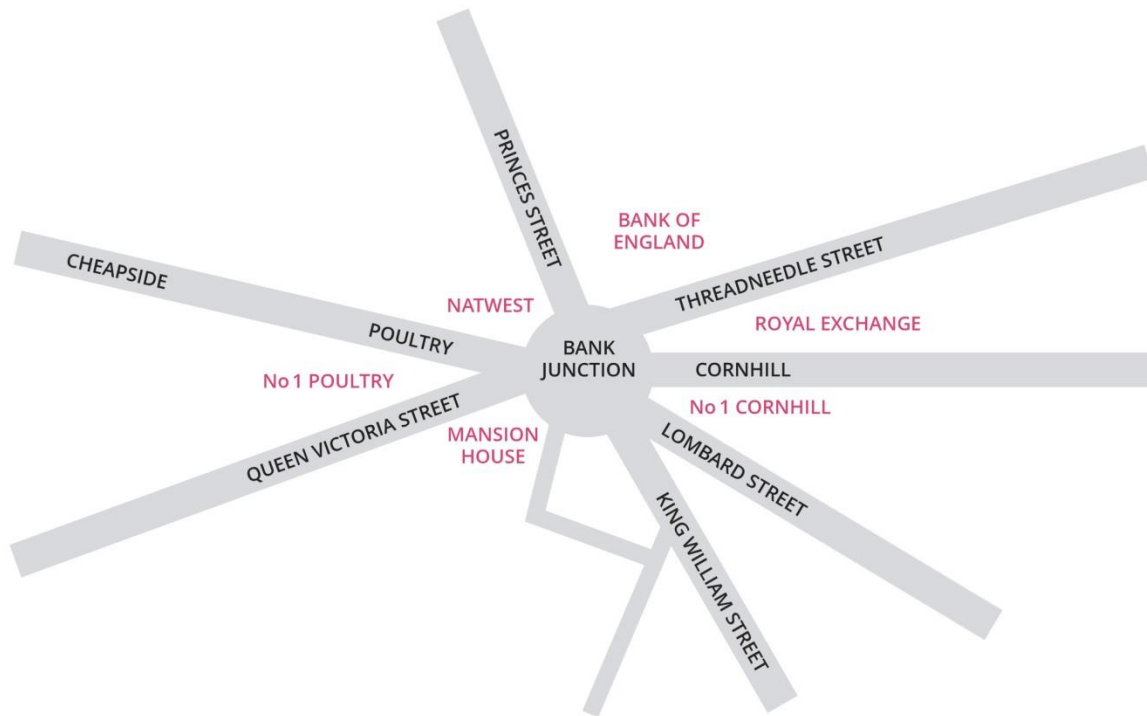 PRINCES STREET
BANK OF
ENGLAND
THREADNEEDLE STREET
CHEAPSIDE
NATWEST
ROYAL EXCHANGE
POULTRY
BANK
JUNCTION
CORNHILL
No 1 POULTRY
No 1 CORNHILL
QUEEN VICTORIA STREET
MANSION
HOUSE
LOMBARD STREET
KING WILLIAM STREET